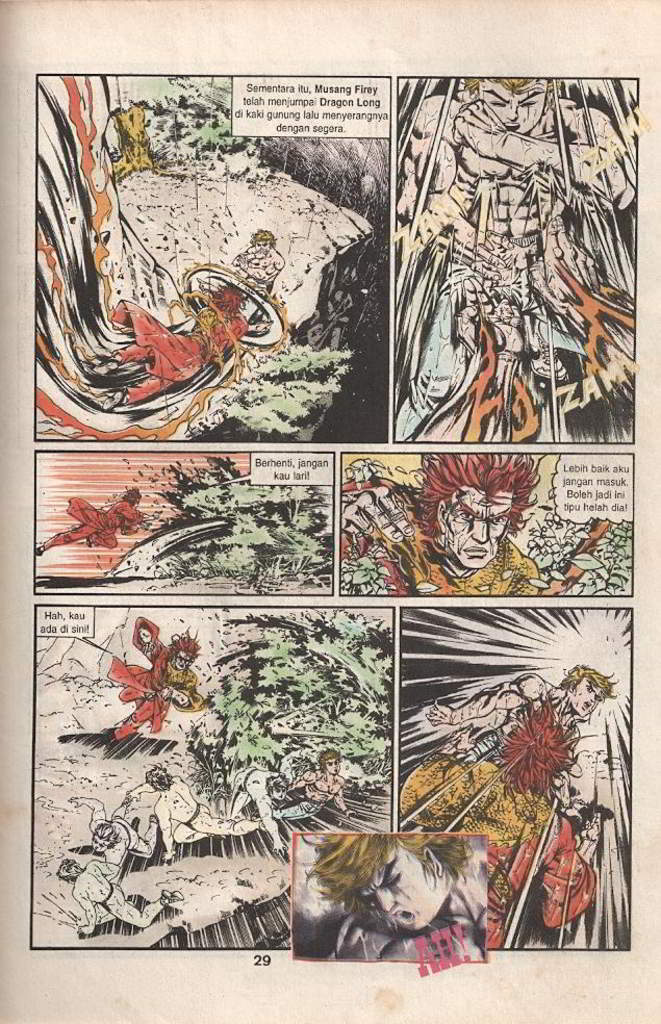 Sementara itu, Musang Firey
telah menjumpai Dragon Long
di kaki gunung lalu menyerangnya
dengan segera.
ZAM!
ZAM!
ZAM!
Berhenti, jangan
kau lari!
Lebih baik aku
jangan masuk.
Boleh jadi ini
tipu helah dia!
Hah, kau
ada di sini!
AH!
29